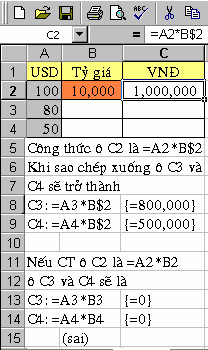 C2 = =A2*B$2
A B C
1 USD Tỷ giá VNĐ
2 100 10,000 1,000,000
3 80
4 50
5 Công thức ô C2 là =A2*B$2
6 Khi sao chép xuống ô C3 và
7 C4 sẽ trở thành
8 C3: =A3*B$2 {=800,000}
9 C4: =A4*B$2 {=500,000}
10
11 Nếu CT ô C2 là =A2*B2
12 ô C3 và C4 sẽ là
13 C3: =A3*B3 {=0}
14 C4: =A4*B4 {=0}
15 (sai)